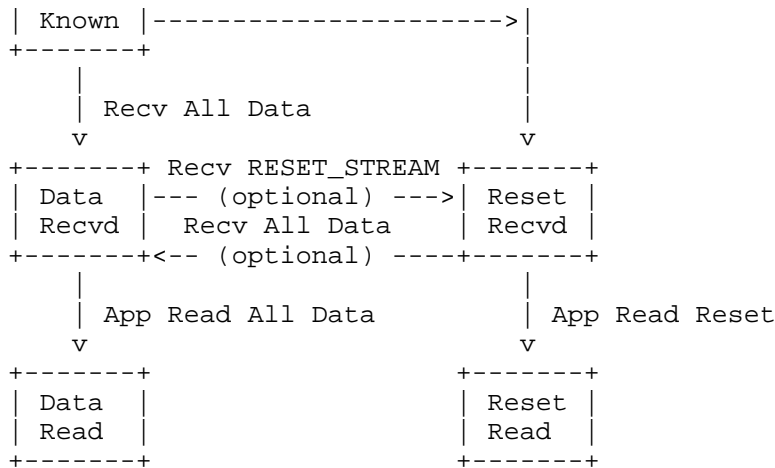 | Known |---------------------->|
+-------+                       |
    |                           |
    | Recv All Data             |
    v                           v
+-------+ Recv RESET_STREAM +-------+
| Data  |--- (optional) --->| Reset |
| Recvd |  Recv All Data    | Recvd |
+-------+<-- (optional) ----+-------+
    |                           |
    | App Read All Data         | App Read Reset
    v                           v
+-------+                   +-------+
| Data  |                   | Reset |
| Read  |                   | Read  |
+-------+                   +-------+